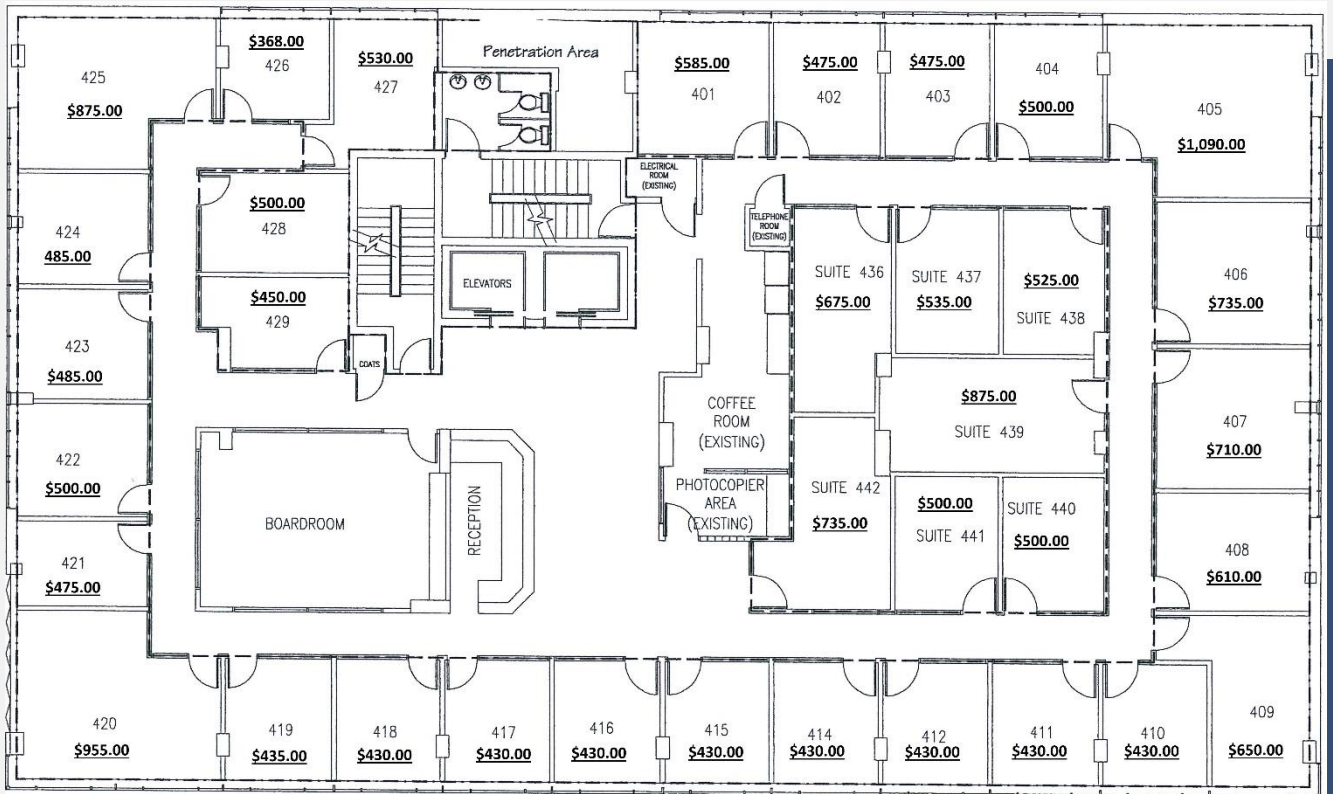 425
$875.00
$368.00
426
$530.00
427
Penetration Area
$585.00
401
$475.00
402
$475.00
403
404
$500.00
405
$1,090.00
424
485.00
$500.00
428
ELECTRICAL
ROOM
(EXISTING)
TELEPHONE
ROOM
(EXISTING)
423
$485.00
$450.00
429
COATS
ELEVATORS
SUITE 436
$675.00
SUITE 437
$535.00
$525.00
SUITE 438
406
$735.00
422
$500.00
COFFEE
ROOM
(EXISTING)
$875.00
SUITE 439
407
$710.00
421
$475.00
BOARDROOM
RECEPTION
PHOTOCOPIER
AREA
(EXISTING)
SUITE 442
$735.00
$500.00
SUITE 441
SUITE 440
$500.00
408
$610.00
420
$955.00
419
$435.00
418
$430.00
417
$430.00
416
$430.00
415
$430.00
414
$430.00
412
$430.00
411
$430.00
410
$430.00
409
$650.00